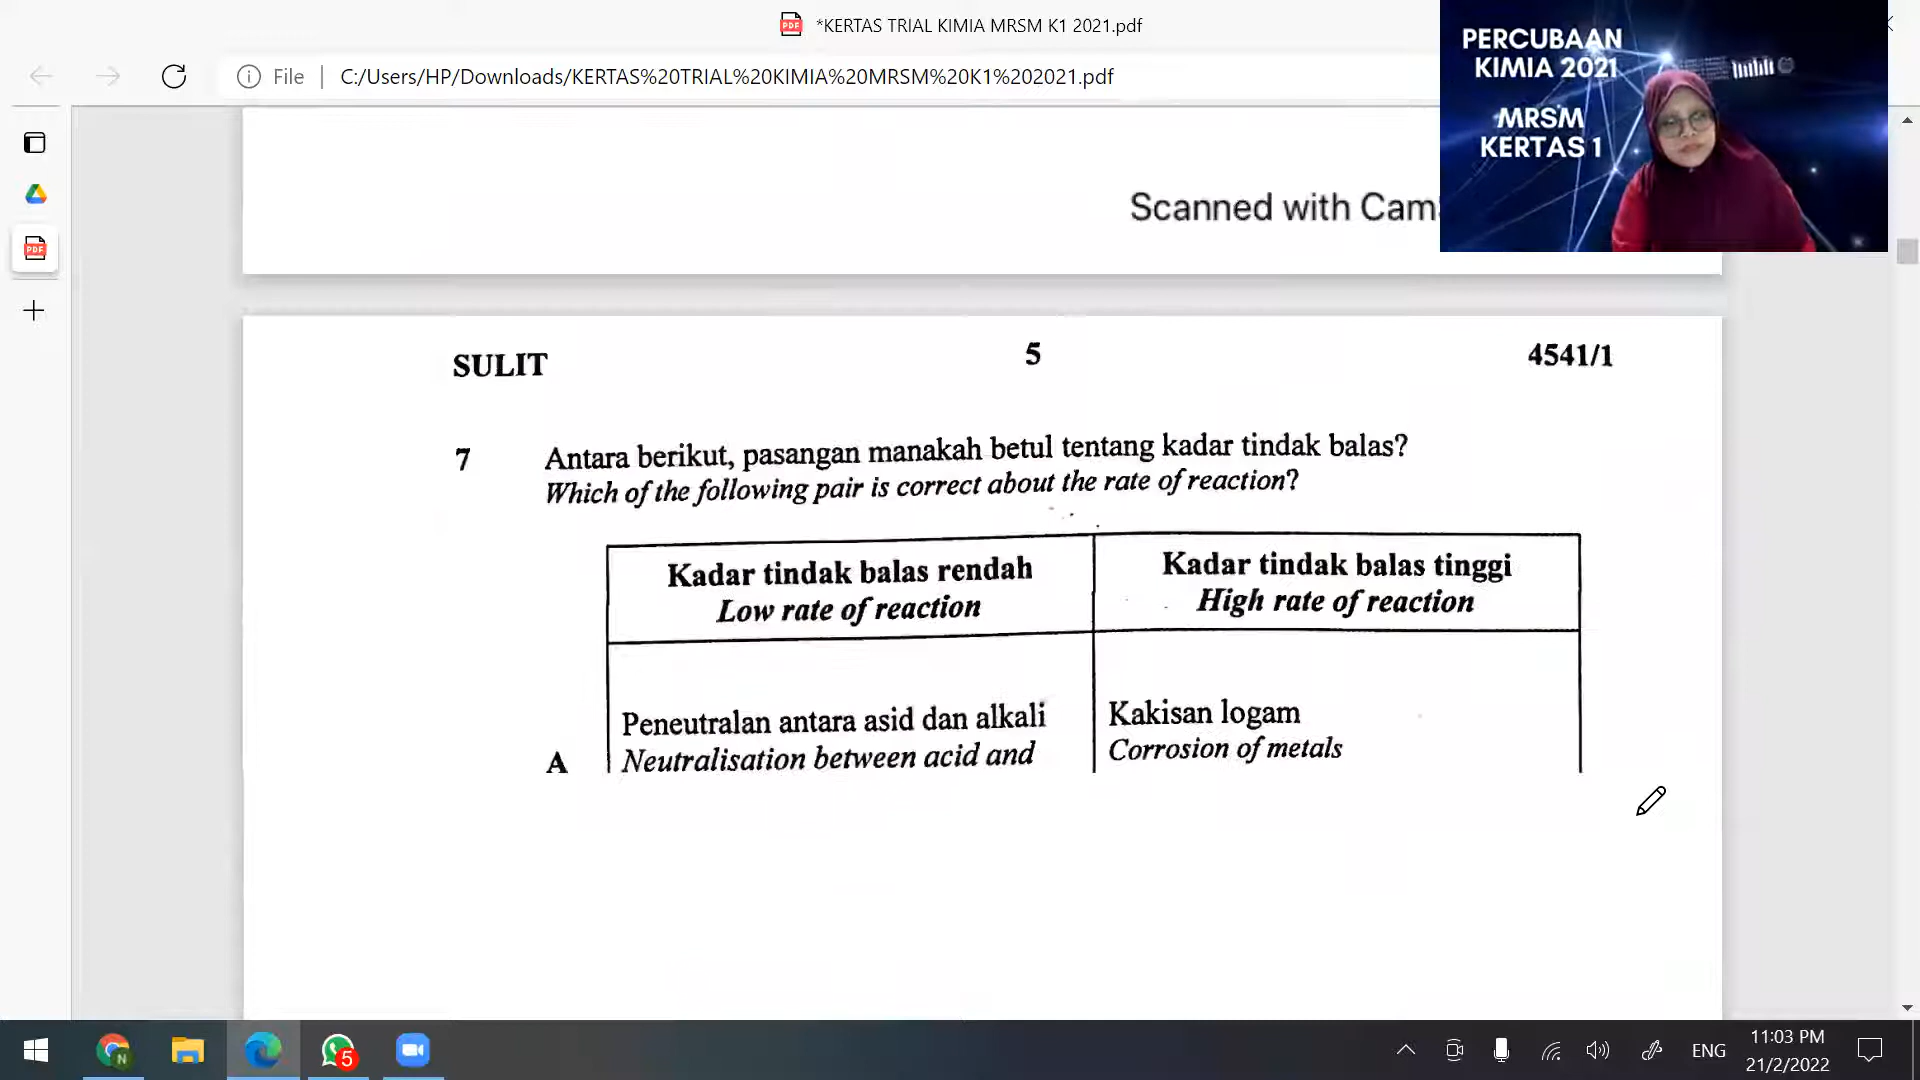 *KERTAS TRIAL KIMIA MRSM K1 2021.pdf
File
C:/Users/HP/Downloads/KERTAS%20TRIAL%20KIMIA%20MRSM%20K1%202021.pdf
PERCUBAAN
KIMIA 2021
MRSM
KERTAS 1
Scanned with Cam
SULIT
5
4541/1
7
Antara berikut, pasangan manakah betul tentang kadar tindak balas?
Which of the following pair is correct about the rate of reaction?
Kadar tindak balas rendah
Low rate of reaction
Kadar tindak balas tinggi
High rate of reaction
A
Peneutralan antara asid dan alkali
Neutralisation between acid and
Kakisan logam
Corrosion of metals
PDF
PDF
N
5
ENG
11:03 PM
21/2/2022